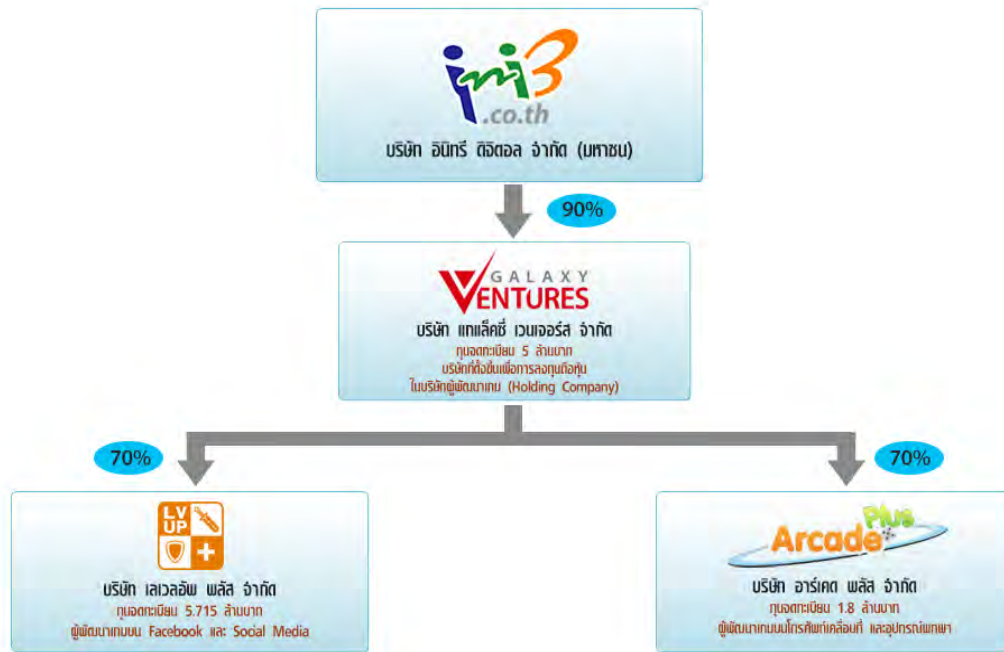 ini3
.co.th
บริษัท อินิทรี ดิจิตอล จำกัด (มหาชน)
90%
GALAXY
VENTURES
บริษัท แกแล็คซี่ เวนเจอร์ส จำกัด
ทุนจดทะเบียน 5 ล้านบาท
บริษัทที่ตั้งขึ้นเพื่อการลงทุนถือหุ้น
ในบริษัทผู้พัฒนาเกม (Holding Company)
70%
70%
LV
UP
บริษัท เลเวลอัพ พลัส จำกัด
ทุนจดทะเบียน 5.715 ล้านบาท
ผู้พัฒนาเกมบน Facebook และ Social Media
Arcade Plus
บริษัท อาร์เคด พลัส จำกัด
ทุนจดทะเบียน 1.8 ล้านบาท
ผู้พัฒนาเกมบนโทรศัพท์เคลื่อนที่ และอุปกรณ์พกพา